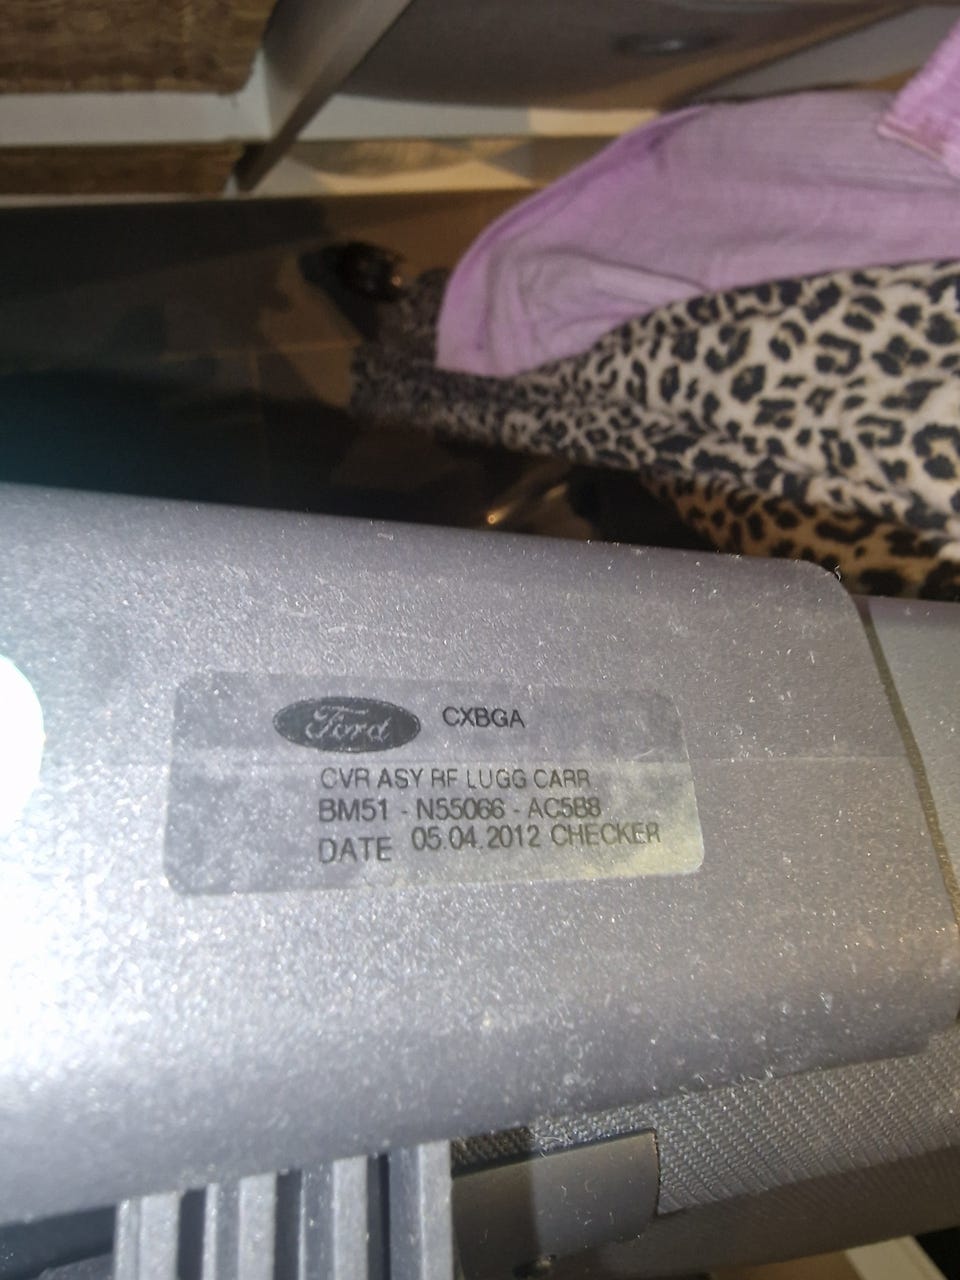 Ford CXBGA
CVR ASY RF LUGG CARR
BM51 - N55066 - AC5B8
DATE 05.04.2012 CHECKER